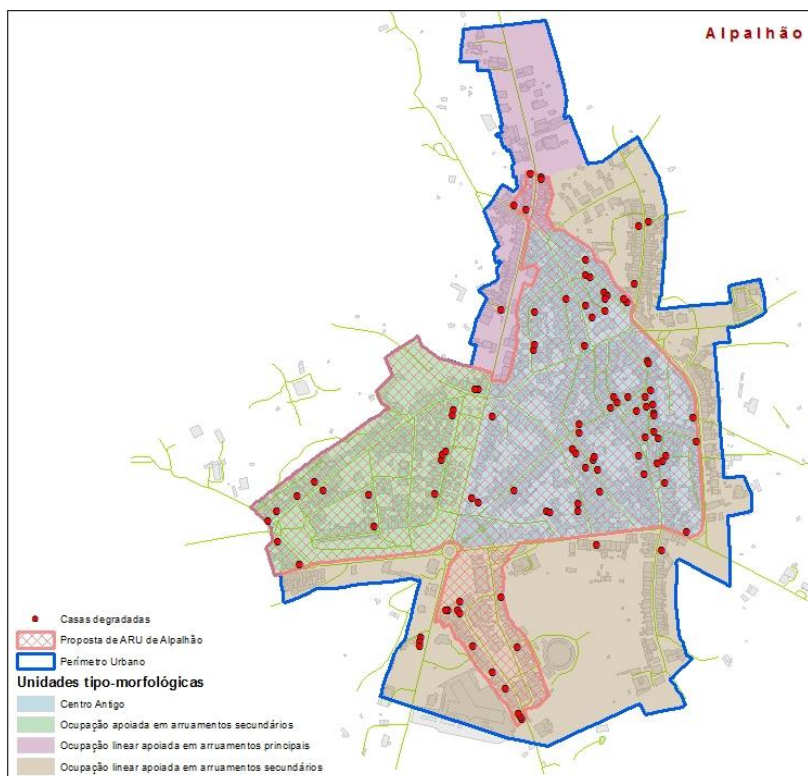 Alpalhão
Casas degradadas
Proposta de ARU de Alpalhão
Perímetro Urbano
Unidades tipo-morfológicas
Centro Antigo
Ocupação apoiada em arruamentos secundários
Ocupação linear apoiada em arruamentos principais
Ocupação linear apoiada em arruamentos secundários